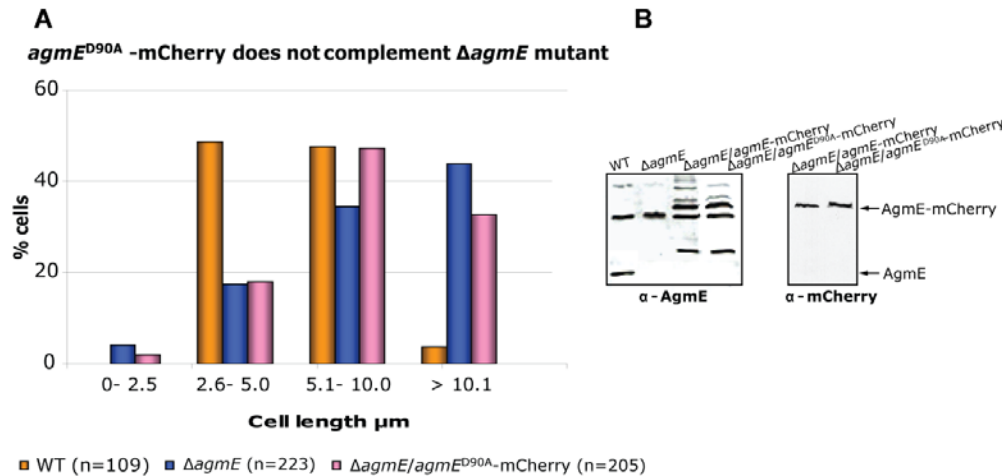 A
agmE^D90A -mCherry does not complement ΔagmE mutant
% cells
60
40
20
0
0- 2.5
2.6- 5.0
5.1- 10.0
> 10.1
Cell length µm
WT (n=109) ΔagmE (n=223) ΔagmE/agmE^D90A-mCherry (n=205)
B
WT
ΔagmE
ΔagmE/agmE-mCherry
ΔagmE/agmE^D90A-mCherry
α-AgmE
ΔagmE/agmE-mCherry
ΔagmE/agmE^D90A-mCherry
AgmE-mCherry
AgmE
α-mCherry